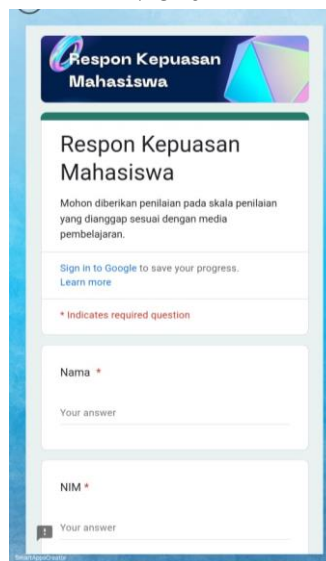 Respon Kepuasan
Mahasiswa
Respon Kepuasan
Mahasiswa
Mohon diberikan penilaian pada skala penilaian
yang dianggap sesuai dengan media
pembelajaran.
Sign in to Google to save your progress.
Learn more
* Indicates required question
Nama *
Your answer
NIM *
Your answer
SmartAppsCreator